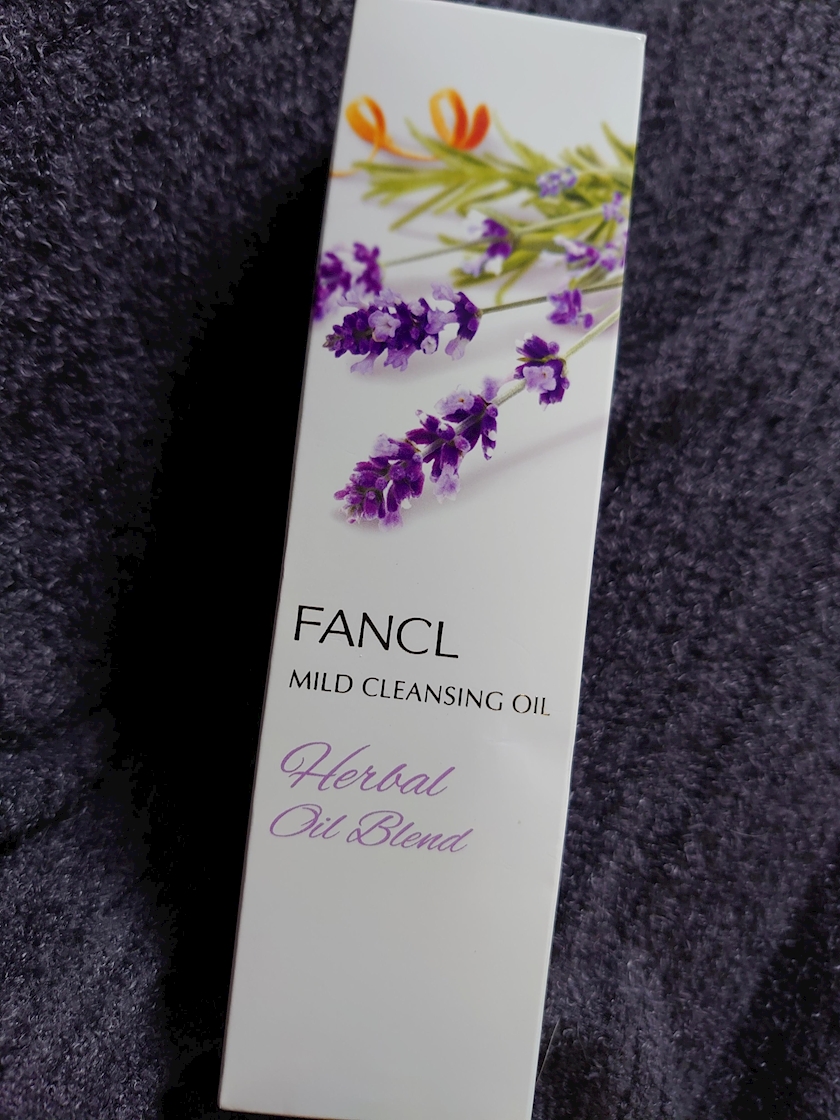 FANCL
MILD CLEANSING OIL
Herbal
Oil Blend